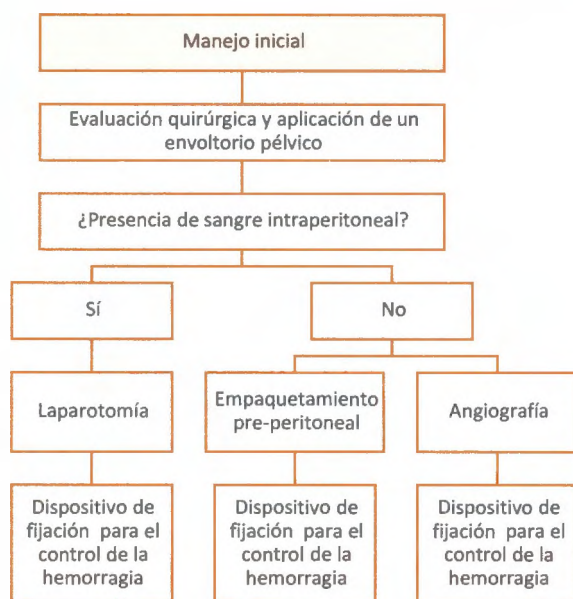 Manejo inicial
Evaluación quirúrgica y aplicación de un
envoltorio pélvico
¿Presencia de sangre intraperitoneal?
Sí
No
Laparotomía
Empaquetamiento
pre-peritoneal
Angiografía
Dispositivo de
fijación para el
control de la
hemorragia
Dispositivo de
fijación para el
control de la
hemorragia
Dispositivo de
fijación para el
control de la
hemorragia